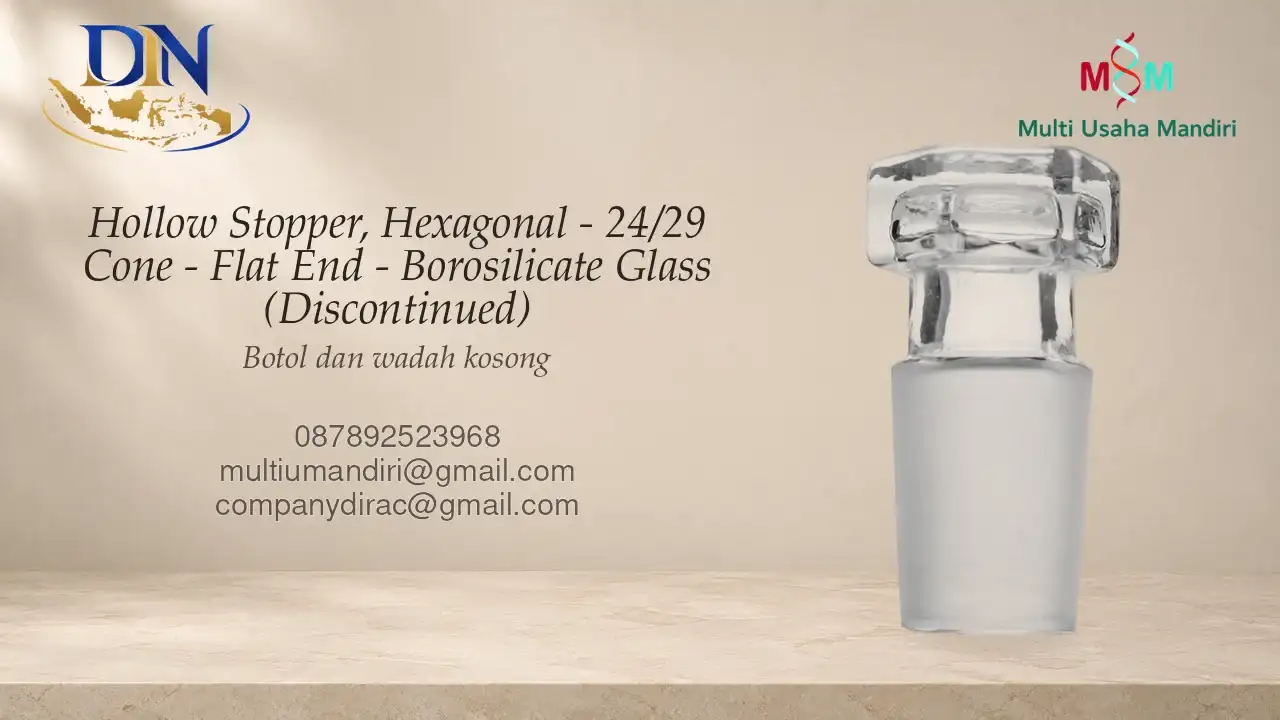 DIN
M M
Multi Usaha Mandiri
Hollow Stopper, Hexagonal - 24/29
Cone - Flat End - Borosilicate Glass
(Discontinued)
Botol dan wadah kosong
087892523968
multiumandiri@gmail.com
companydirac@gmail.com